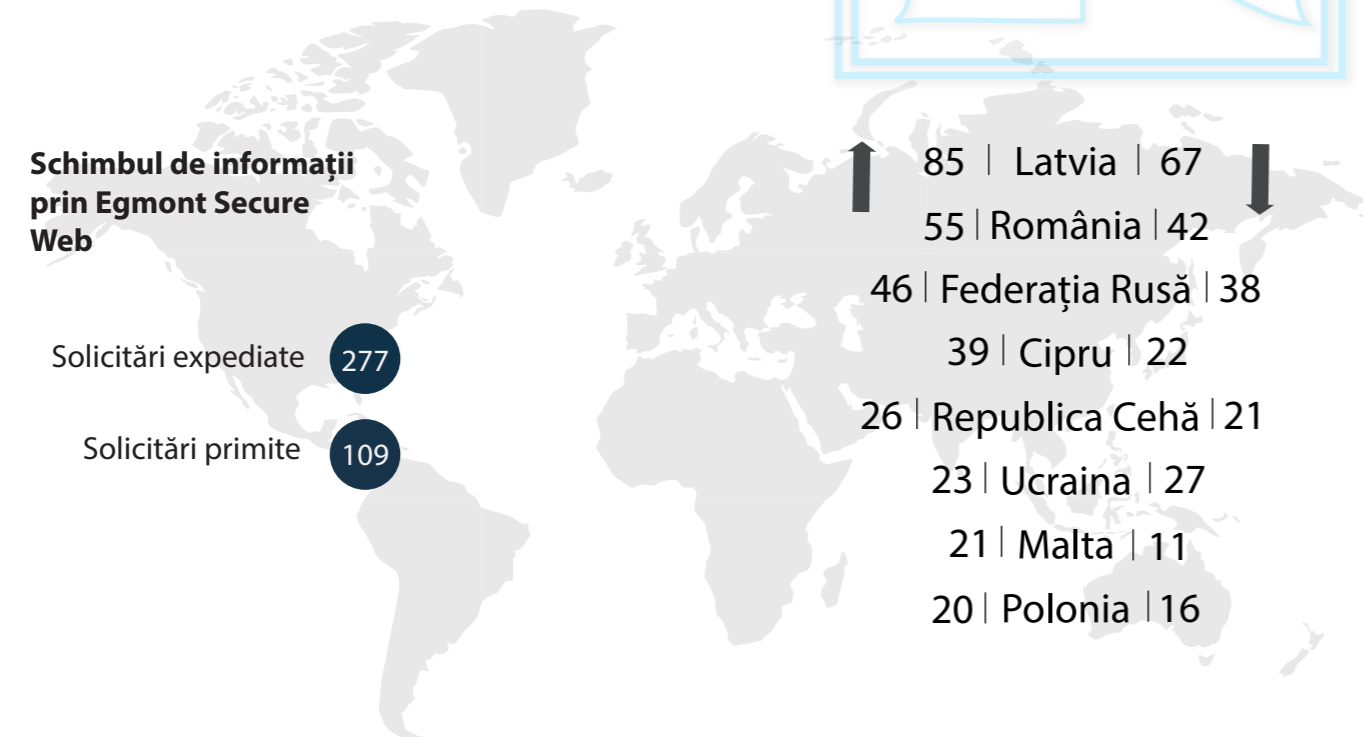 Schimbul de informații
prin Egmont Secure
Web
Solicitări expediate 277
Solicitări primite 109
85 | Latvia | 67
55 | România | 42
46 | Federația Rusă | 38
39 | Cipru | 22
26 | Republica Cehă | 21
23 | Ucraina | 27
21 | Malta | 11
20 | Polonia | 16